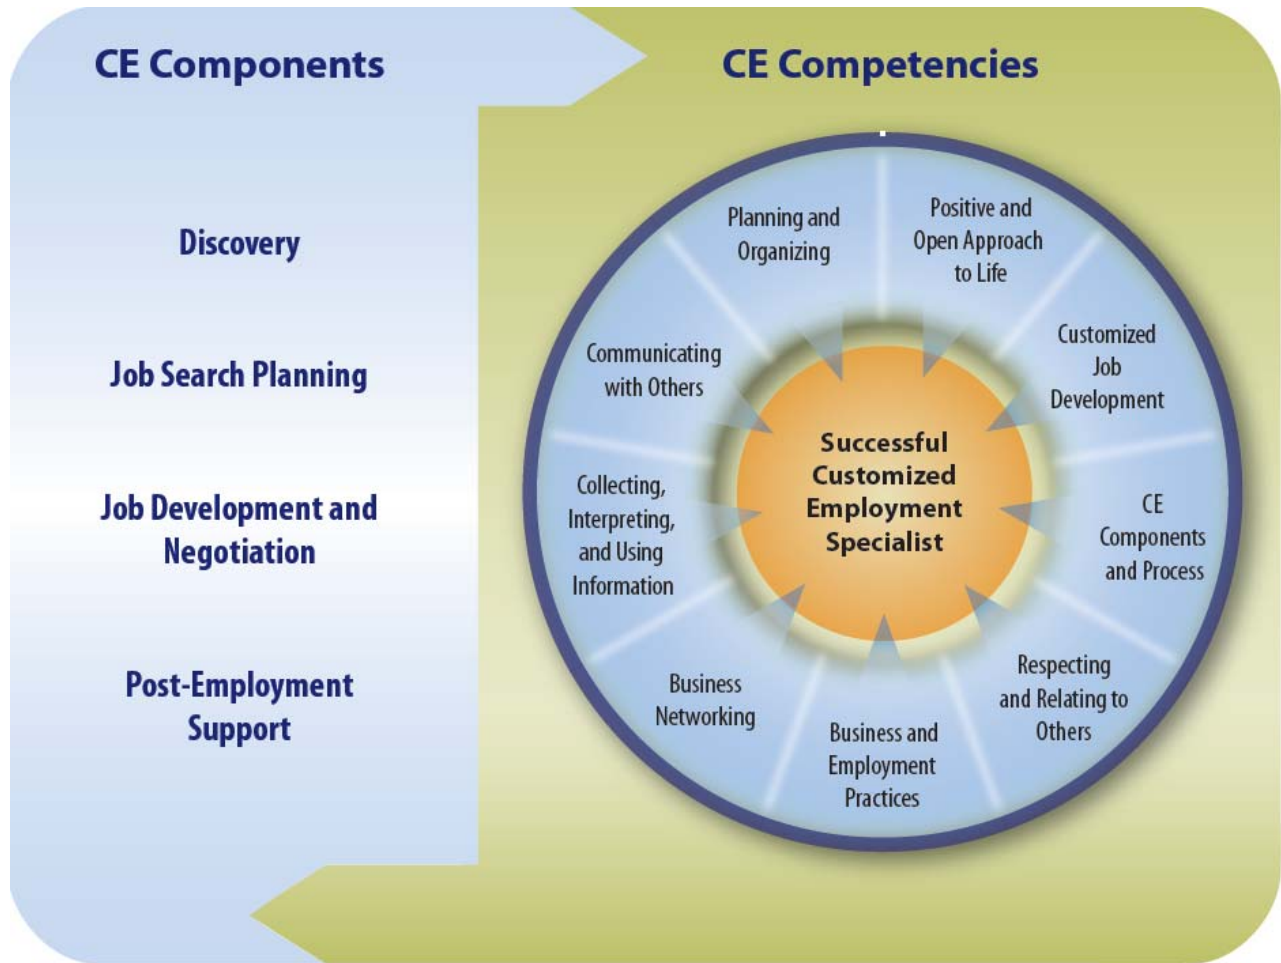 CE Components
Discovery
Job Search Planning
Job Development and
Negotiation
Post-Employment
Support
CE Competencies
Positive and
Open Approach
to Life
Customized
Job
Development
CE
Components
and Process
Respecting
and Relating to
Others
Business and
Employment
Practices
Business
Networking
Collecting,
Interpreting,
and Using
Information
Communicating
with Others
Planning and
Organizing
Successful
Customized
Employment
Specialist